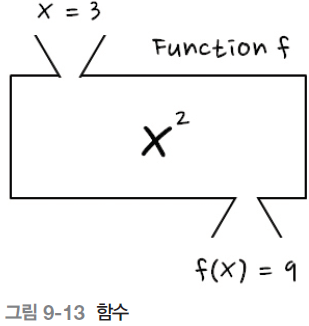 x = 3
Function f
x²
f(x) = 9
그림 9-13 함수